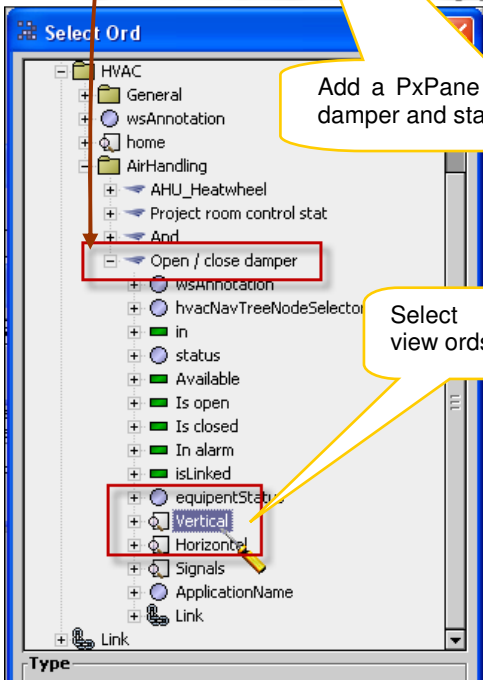 Select Ord
HVAC
General
wsAnnotation
home
AirHandling
AHU_Heatwheel
Project room control stat
And
Open / close damper
wsAnnotation
hvacNavTreeNodeSelector
in
status
Available
Is open
Is closed
In alarm
isLinked
equipentStatus
Vertical
Horizontal
Signals
ApplicationName
Link
Link
Type
Add a PxPane
damper and sta
Select
view ords